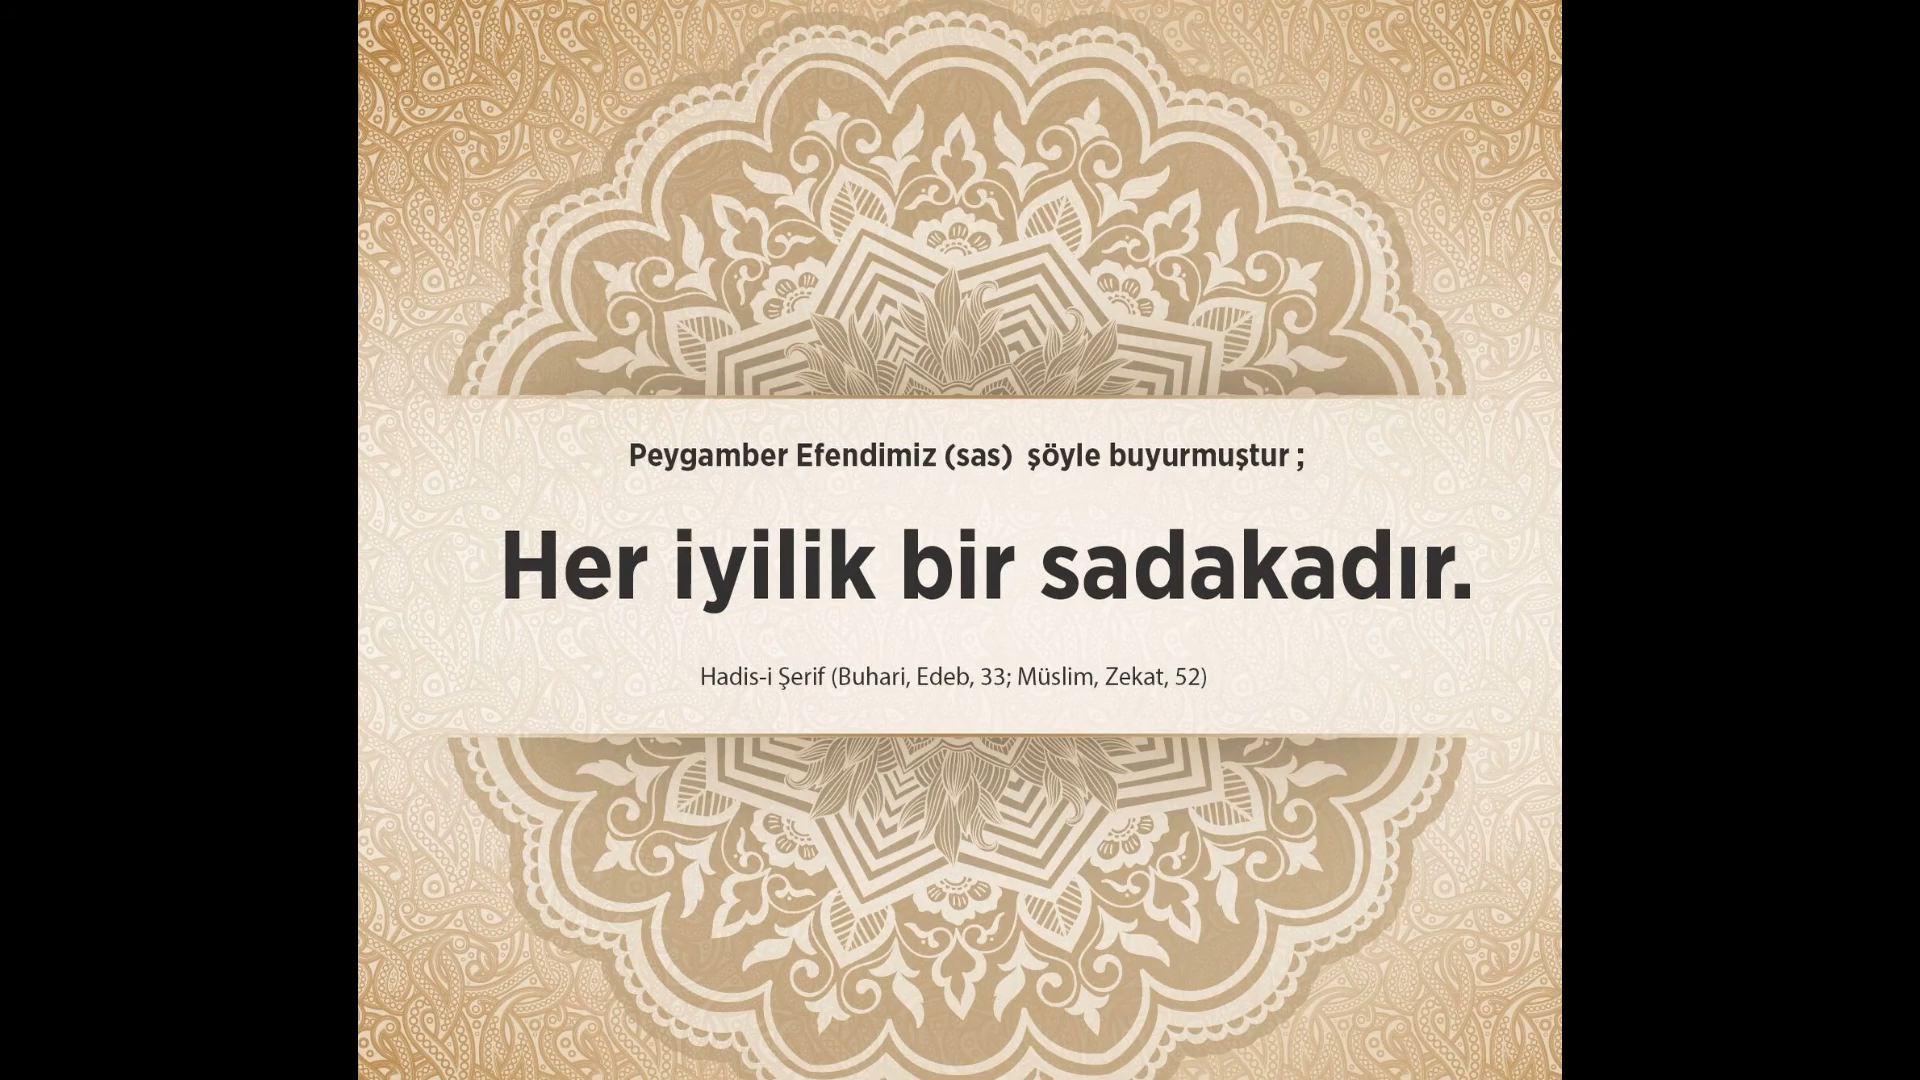 Peygamber Efendimiz (sas) şöyle buyurmuştur ;
Her iyilik bir sadakadır.
Hadis-i Şerif (Buhari, Edeb, 33; Müslim, Zekat, 52)